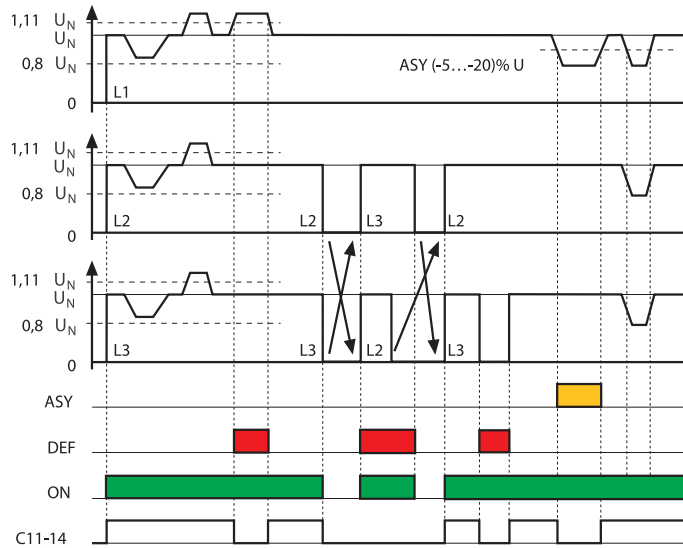 1,11 U_N
U_N
0,8 U_N
ASY (-5...-20)% U
0
L1
1,11 U_N
U_N
0,8 U_N
L2 L2 L3 L2
0
1,11 U_N
U_N
0,8 U_N
L3 L3 L2 L3
0
ASY
DEF
ON
C11-14